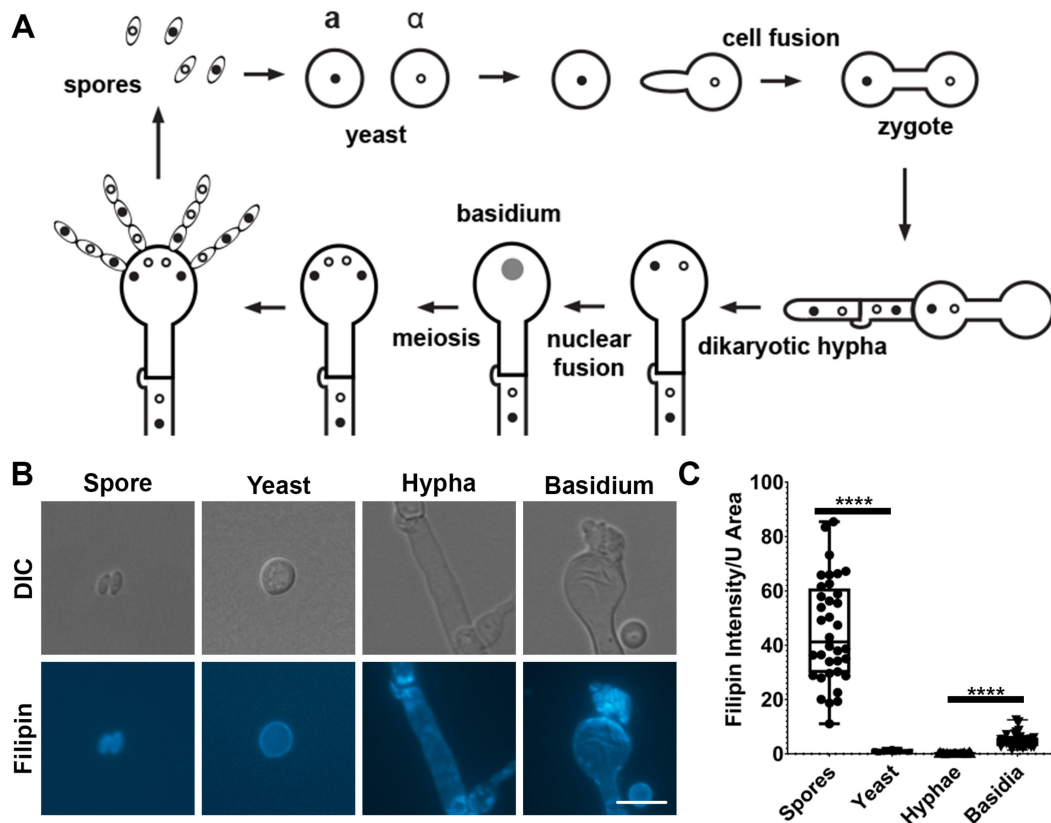 A
spores
a
α
yeast
cell fusion
zygote
basidium
meiosis
nuclear
fusion
dikaryotic hypha
B
Spore
Yeast
Hypha
Basidium
DIC
Filipin
C
Filipin Intensity/U Area
100
80
60
40
20
0
****
****
Spores
Yeast
Hyphae
Basidia